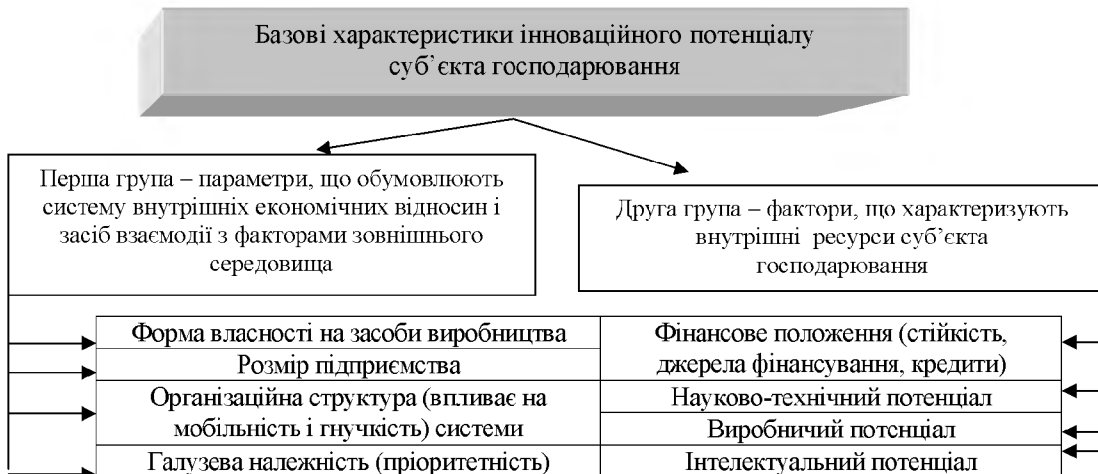 Базові характеристики інноваційного потенціалу
суб’єкта господарювання
Перша група – параметри, що обумовлюють
систему внутрішніх економічних відносин і
засіб взаємодії з факторами зовнішнього
середовища
Друга група – фактори, що характеризують
внутрішні ресурси суб’єкта
господарювання
Форма власності на засоби виробництва
Розмір підприємства
Організаційна структура (впливає на
мобільність і гнучкість) системи
Галузева належність (пріоритетність)
Фінансове положення (стійкість,
джерела фінансування, кредити)
Науково-технічний потенціал
Виробничий потенціал
Інтелектуальний потенціал